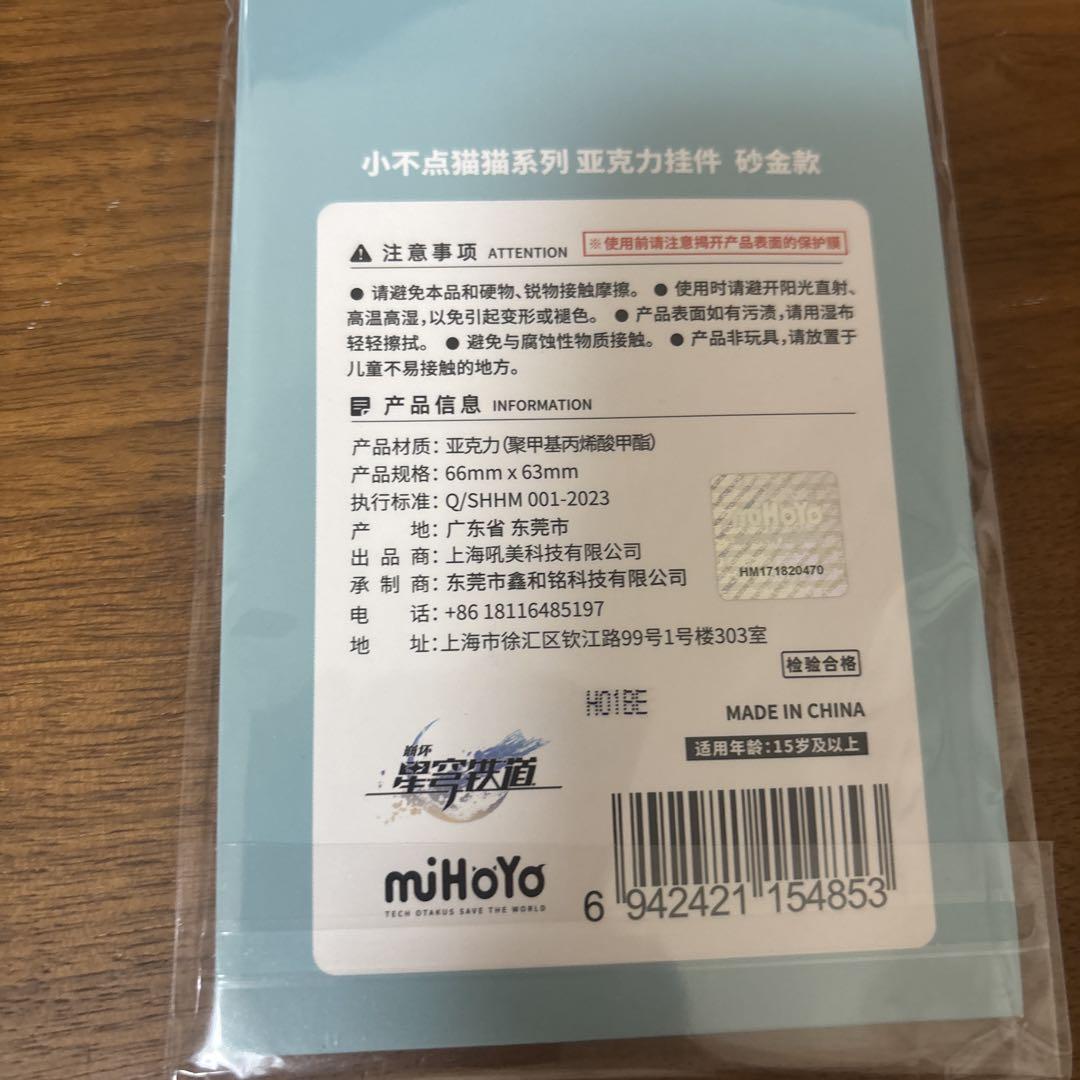 小不点猫猫系列 亚克力挂件 砂金款
注意事项 ATTENTION ※使用前请注意揭开产品表面的保护膜
● 请避免本品和硬物、锐物接触摩擦。 ● 使用时请避开阳光直射、
高温高湿,以免引起变形或褪色。 ● 产品表面如有污渍,请用湿布
轻轻擦拭。 ● 避免与腐蚀性物质接触。 ● 产品非玩具,请放置于
儿童不易接触的地方。
产品信息 INFORMATION
产品材质: 亚克力(聚甲基丙烯酸甲酯)
产品规格: 66mm x 63mm
执行标准: Q/SHHM 001-2023
产 地: 广东省 东莞市
出 品 商: 上海吼美科技有限公司
承 制 商: 东莞市鑫和铭科技有限公司
电 话: +86 18116485197
地 址: 上海市徐汇区钦江路99号1号楼303室
miHoYo
HM171820470
检验合格
H01BE
MADE IN CHINA
适用年龄:15岁及以上
崩坏
星穹铁道
miHoYo
TECH OTAKUS SAVE THE WORLD
6 942421 154853